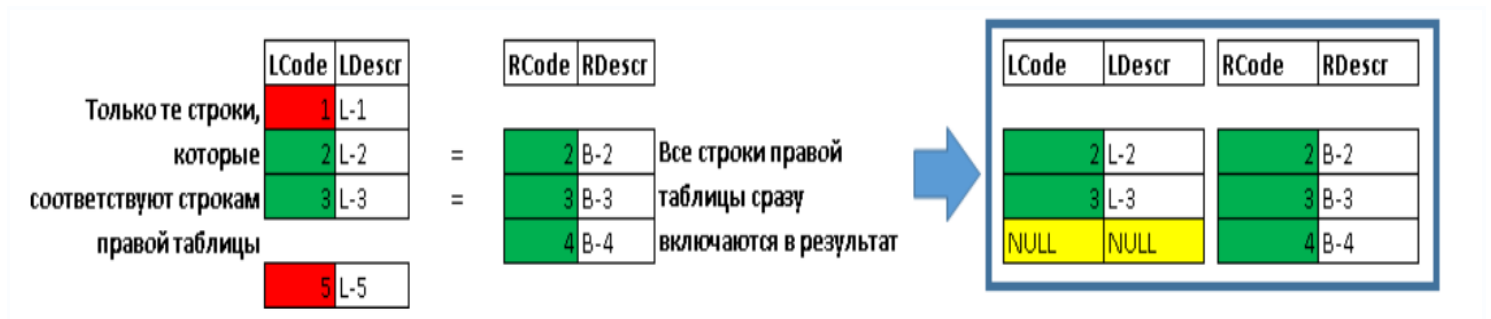 LCode LDescr RCode RDescr LCode LDescr RCode RDescr
Только те строки, 1 L-1
которые 2 L-2 = 2 B-2 Все строки правой 2 L-2 2 B-2
соответствуют строкам 3 L-3 = 3 B-3 таблицы сразу 3 L-3 3 B-3
правой таблицы 4 B-4 включаются в результат NULL NULL 4 B-4
5 L-5